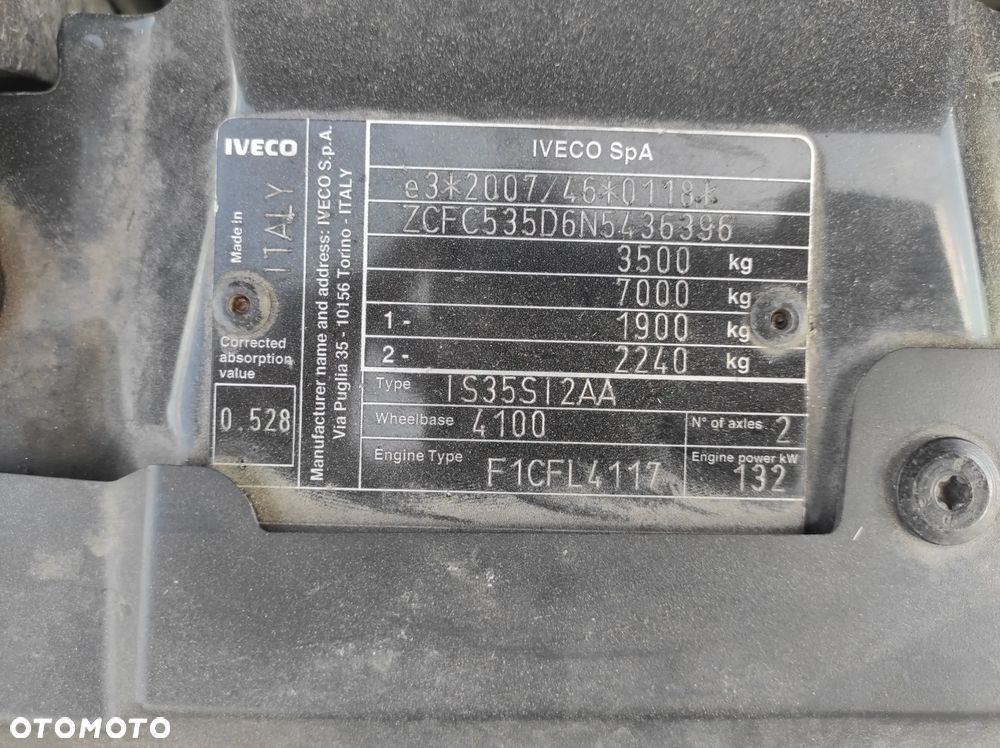 IVECO
Made in
ITALY
Corrected
absorption
value
0.528
Manufacturer name and address: IVECO S.p.A.
Via Puglia 35 - 10156 Torino - ITALY
IVECO SpA
e3*2007/46*0118*
ZCFC535D6N5436396
3500 kg
7000 kg
1 - 1900 kg
2 - 2240 kg
Type IS35SI2AA
Wheelbase 4100
N° of axles 2
Engine Type F1CFL4117
Engine power kW
132
OTOMOTO